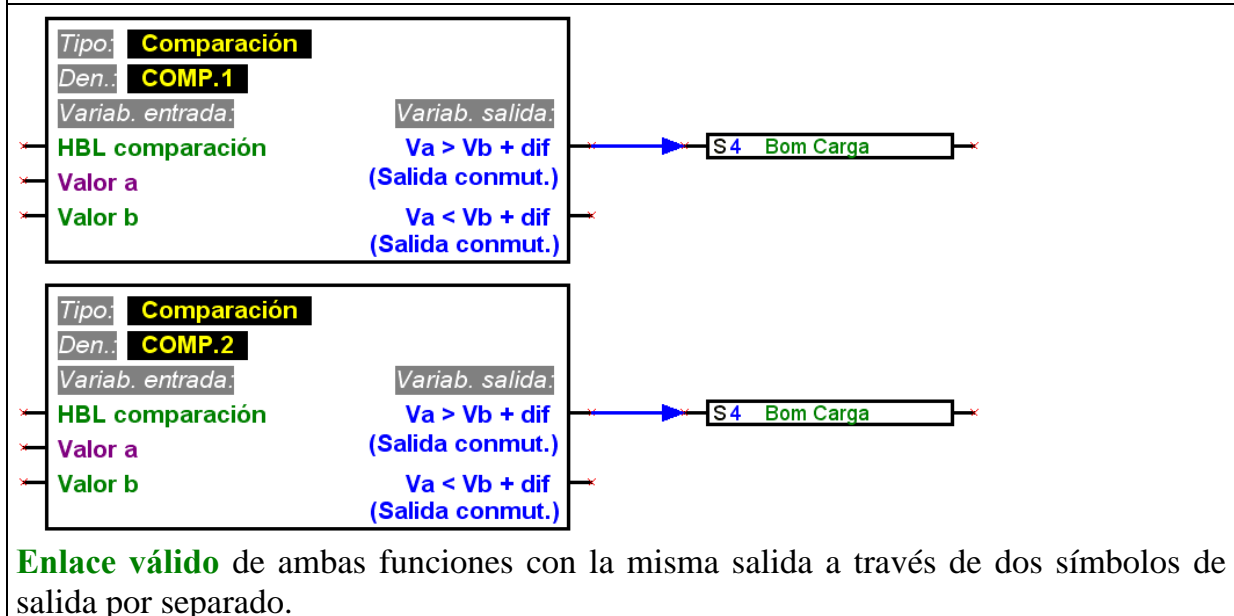 Tipo: Comparación
Den.: COMP.1
Variab. entrada: Variab. salida:
HBL comparación Va > Vb + dif S4 Bom Carga
Valor a (Salida conmut.)
Valor b Va < Vb + dif
(Salida conmut.)
Tipo: Comparación
Den.: COMP.2
Variab. entrada: Variab. salida:
HBL comparación Va > Vb + dif S4 Bom Carga
Valor a (Salida conmut.)
Valor b Va < Vb + dif
(Salida conmut.)
Enlace válido de ambas funciones con la misma salida a través de dos símbolos de
salida por separado.